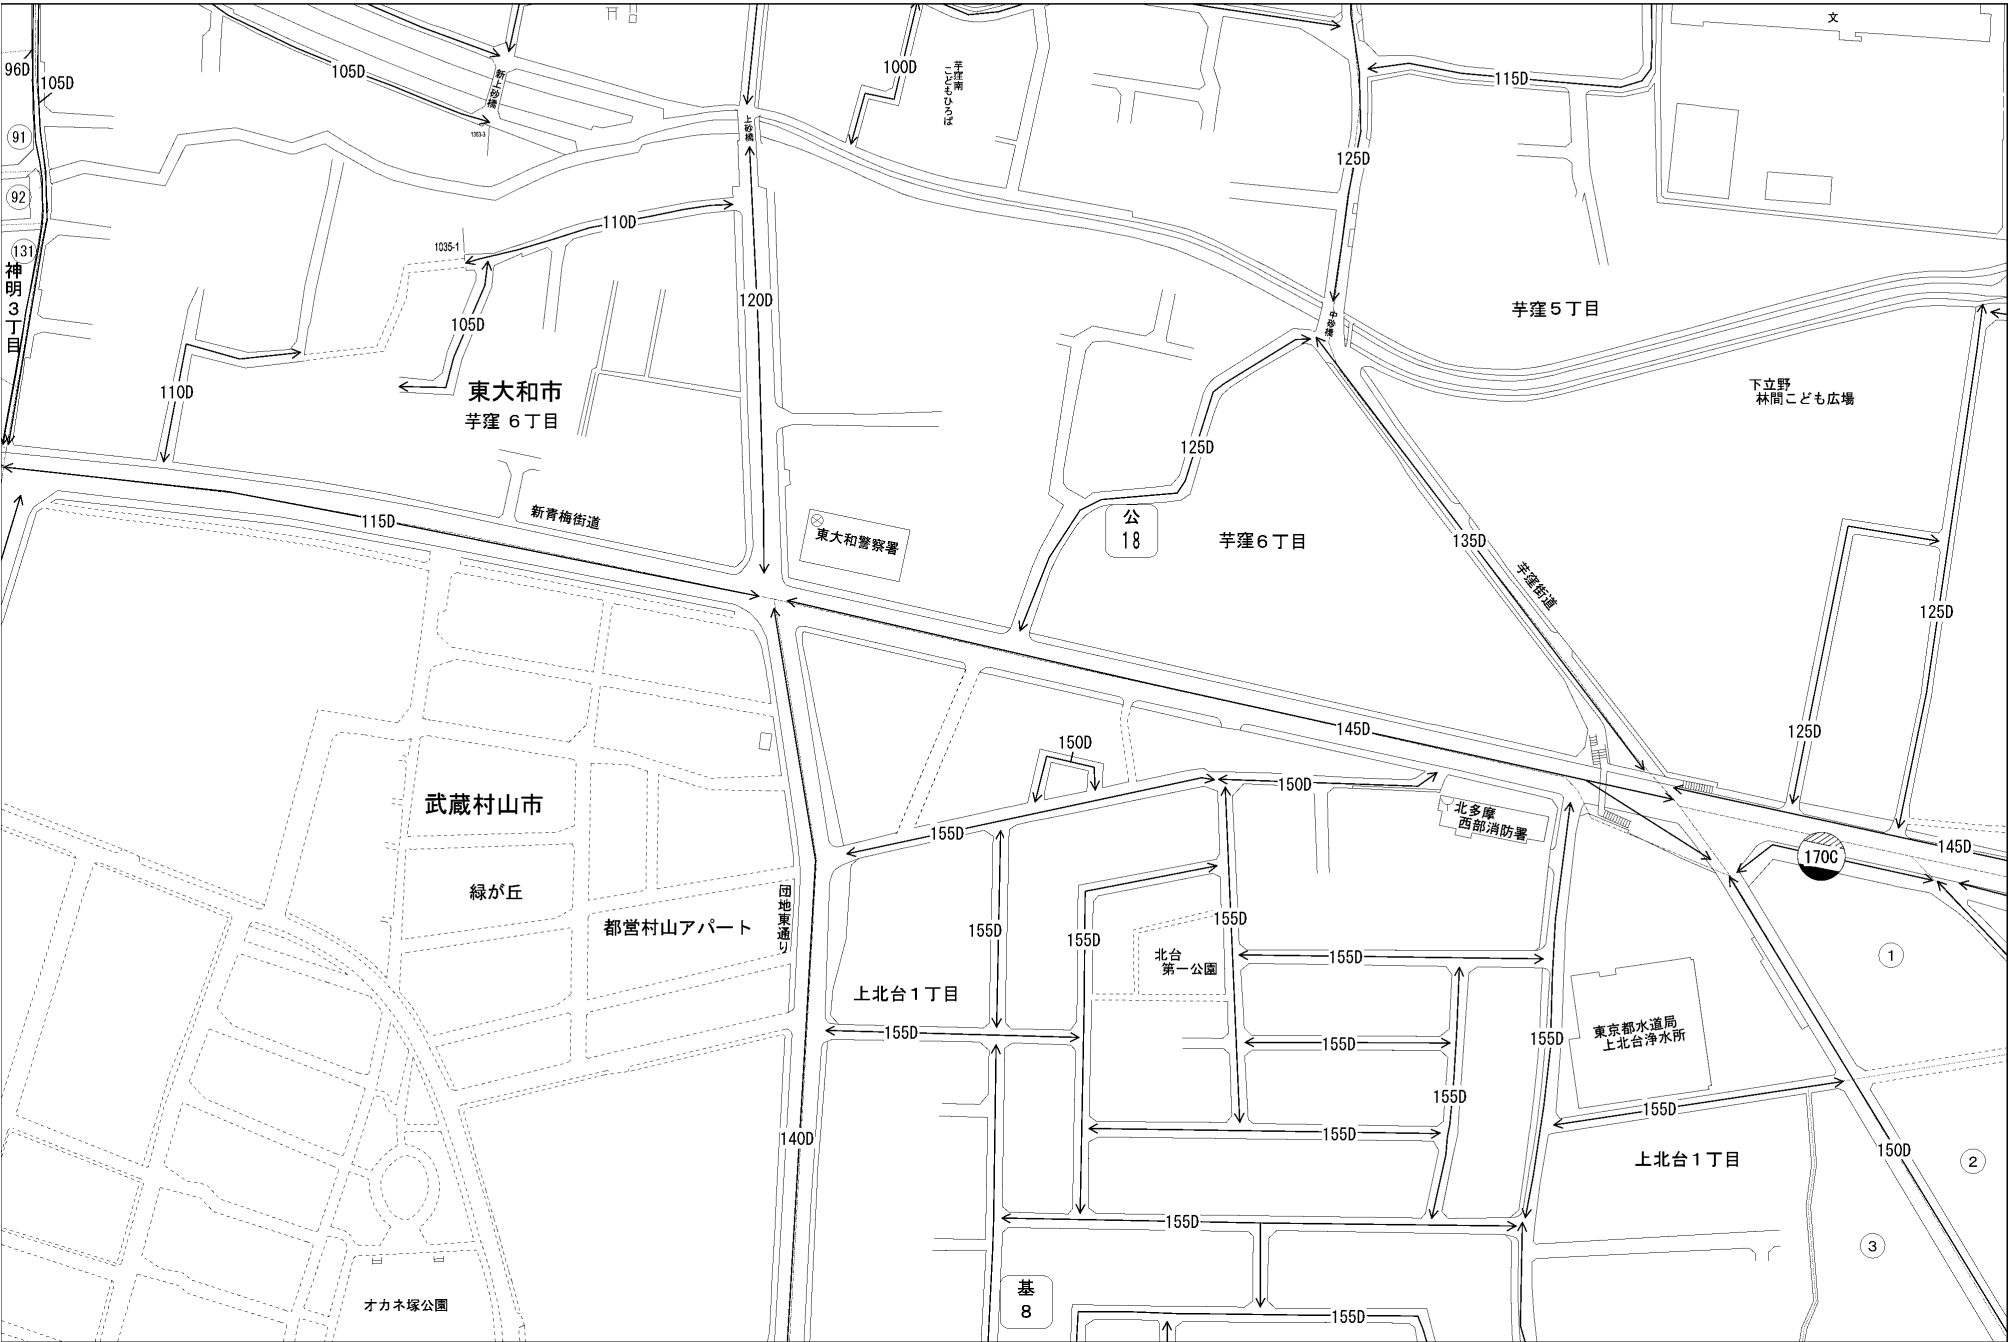 文
96D
105D
105D
新上砂橋
100D
芋窪南
こどもひろば
115D
91
1363-3
上砂橋
125D
92
110D
1035-1
131
神明3丁目
120D
105D
中砂橋
芋窪5丁目
110D
東大和市
芋窪 6丁目
下立野
林間こども広場
125D
115D
新青梅街道
東大和警察署
公
18
芋窪6丁目
135D
芋窪街道
125D
125D
145D
150D
150D
武蔵村山市
155D
北多摩
西部消防署
145D
170C
緑が丘
都営村山アパート
団地東通り
155D
155D
155D
155D
北台
第一公園
1
上北台1丁目
155D
155D
155D
東京都水道局
上北台浄水所
155D
155D
140D
155D
上北台1丁目
150D
2
155D
3
基
8
オカネ塚公園
155D